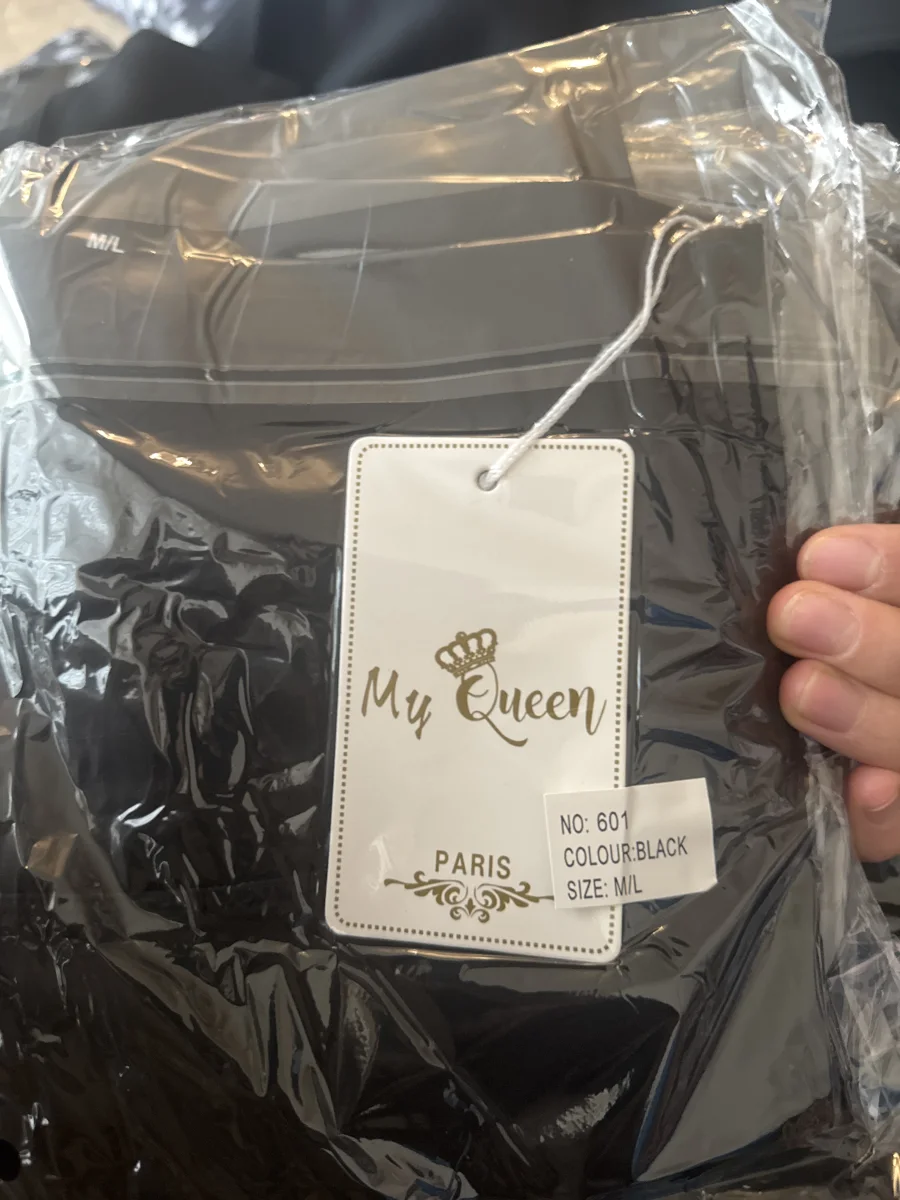 M/L
My Queen
PARIS
NO: 601
COLOUR:BLACK
SIZE: M/L